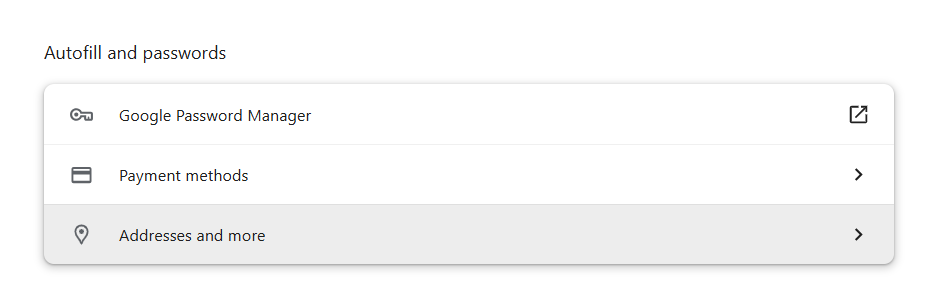 Autofill and passwords
Google Password Manager
Payment methods
Addresses and more